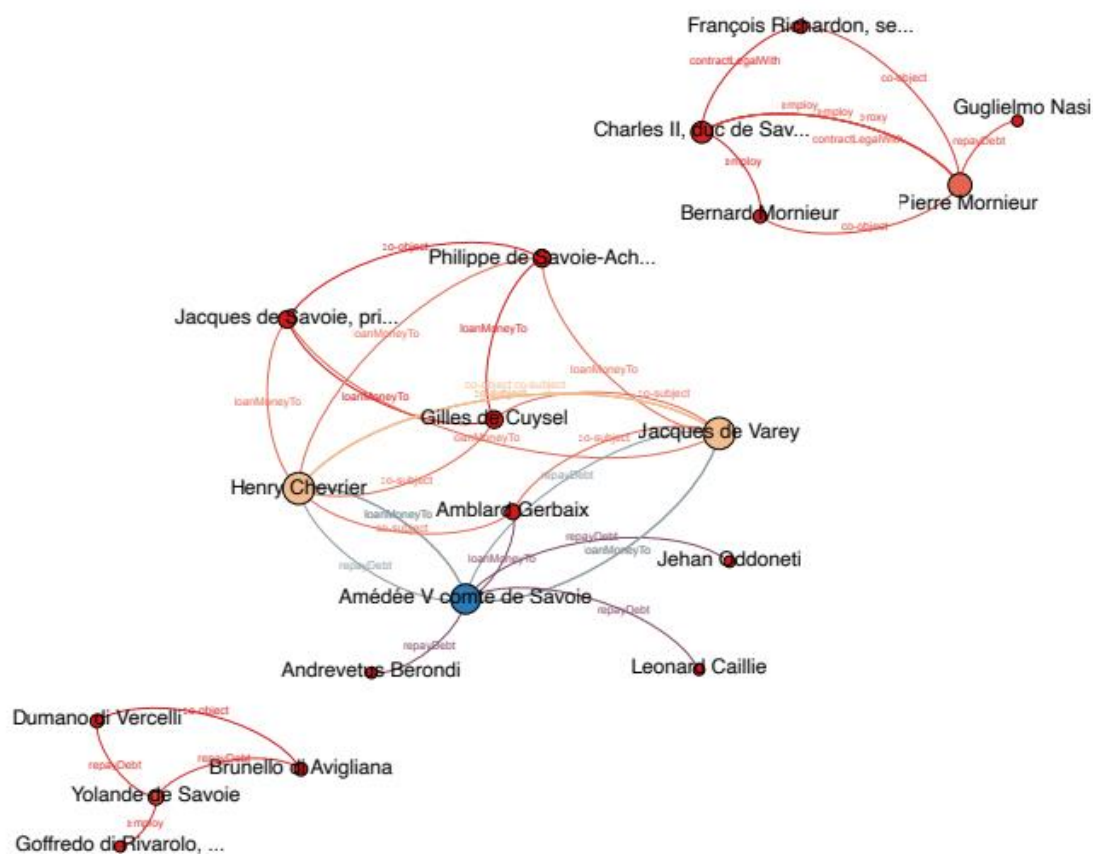 François Richardon, se...
contractLegalWith
co-object
Guglielmo Nasi
employ
employ
proxy
Charles II, duc de Sav...
contractLegalWith
repayDebt
employ
Pierre Mornieur
Bernard Mornieur
co-object
co-object
Philippe de Savoie-Ach...
Jacques de Savoie, pri...
loanMoneyTo
loanMoneyTo
loanMoneyTo
co-object
co-subject
loanMoneyTo
loanMoneyTo
co-subject
Gilles de Cuysel
Jacques de Varey
loanMoneyTo
co-subject
repayDebt
co-subject
Henry Chevrier
loanMoneyTo
Amblard Gerbaix
co-subject
repayDebt
loanMoneyTo
loanMoneyTo
Jehan Oddoneti
repayDebt
Amédée V comte de Savoie
repayDebt
repayDebt
Andrevetus Berondi
Leonard Caillie
Dumano di Vercelli
co-object
repayDebt
repayDebt
Brunello di Avigliana
Yolande de Savoie
employ
Goffredo di Rivarolo, ...